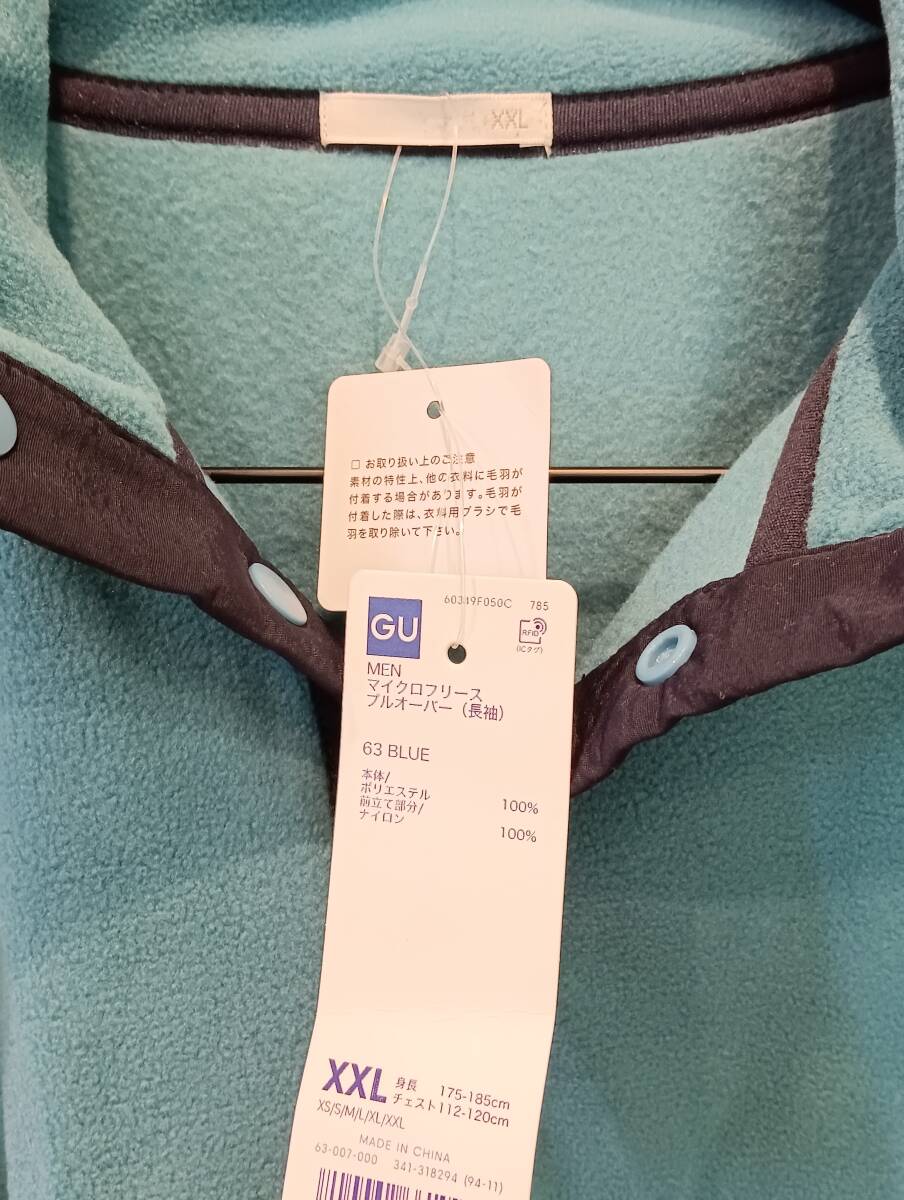 XXL
□ お取り扱い上のご注意
素材の特性上、他の衣料に毛羽が
付着する場合があります。毛羽が
付着した際は、衣料用ブラシで毛
羽を取り除いて下さい。
60349F050C 785
GU
RFID
(ICタグ)
MEN
マイクロフリース
プルオーバー（長袖）
63 BLUE
本体/
ポリエステル 100%
前立て部分/
ナイロン 100%
XXL 身長 175-185cm
チェスト112-120cm
XS/S/M/L/XL/XXL
MADE IN CHINA
63-007-000 341-318294 (94-11)